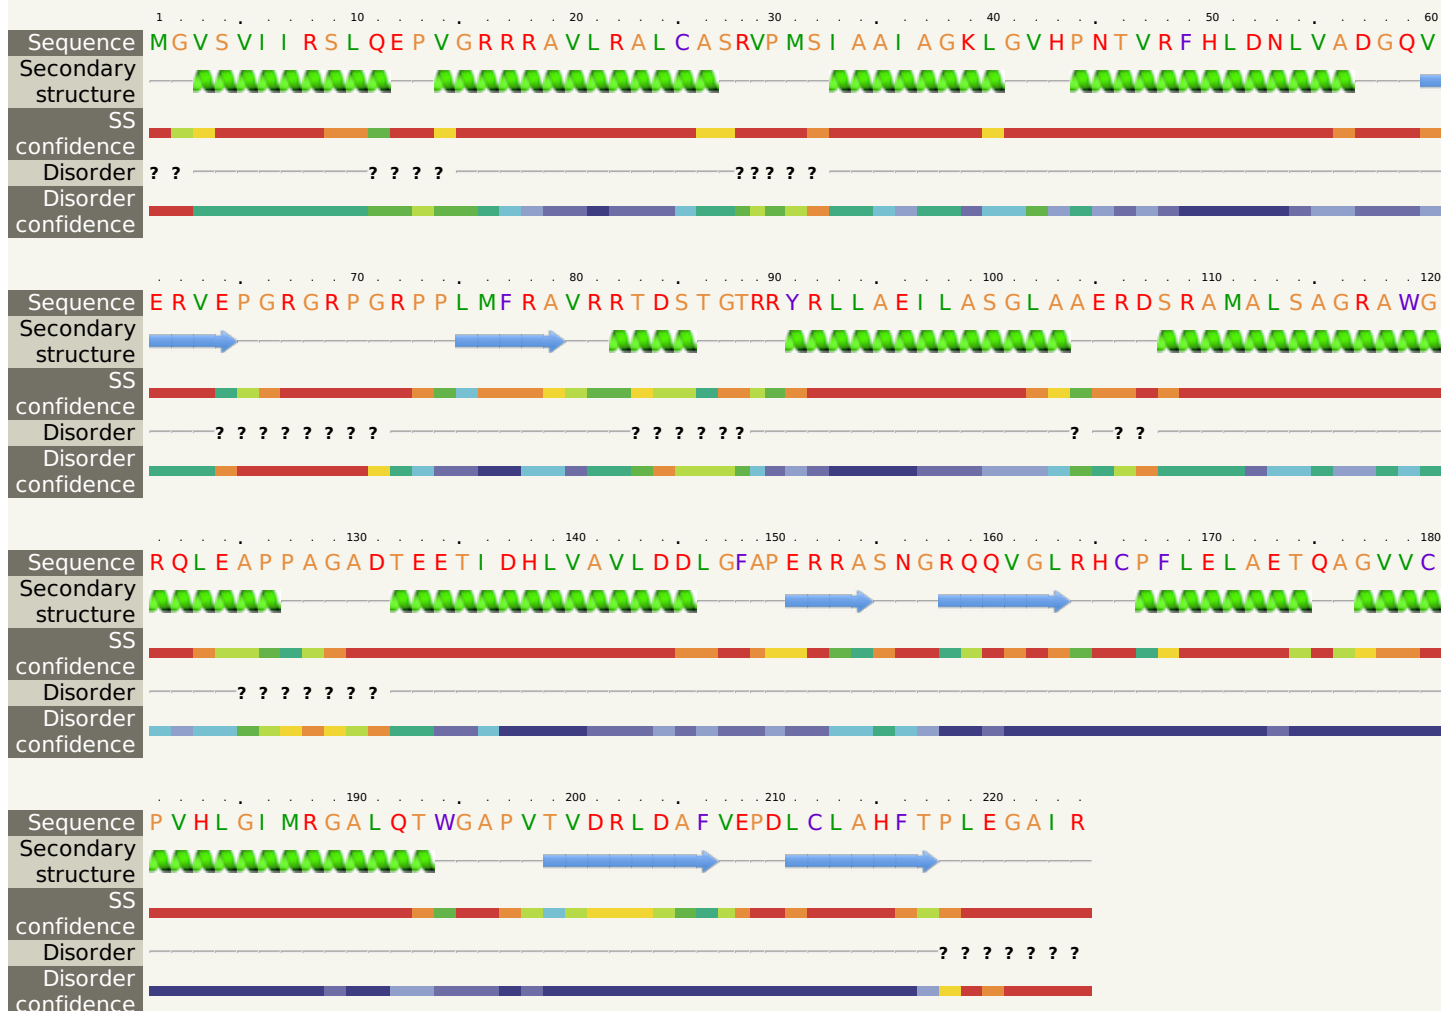 1 10 20 30 40 50 60
Sequence MGVSVIIRSLQEPVGRRRAVLRALCASRVPMSIAAIAGKLGVHPNTVRFHLDNLVADGQV
Secondary
structure
SS
confidence
Disorder ? ? ? ? ? ? ? ? ? ? ?
Disorder
confidence
70 80 90 100 110 120
Sequence ERVEPGRGRPGRPPLMFRAVRRTDSTGTRRYRLLAEILASGLAAERDSRAMALSAGRAWG
Secondary
structure
SS
confidence
Disorder ? ? ? ? ? ? ? ? ? ? ? ? ? ? ? ? ?
Disorder
confidence
130 140 150 160 170 180
Sequence RQLEAPPAGADTEETIDHLVAVLDDLGFAPERRASNGRQQVGLRHCPFLELAETQAGVVC
Secondary
structure
SS
confidence
Disorder ? ? ? ? ? ? ?
Disorder
confidence
190 200 210 220
Sequence PVHLGIMRGALQTWGAPVTVDRLDAFVEPDLCLAHFTPLEGAIR
Secondary
structure
SS
confidence
Disorder ? ? ? ? ? ? ?
Disorder
confidence